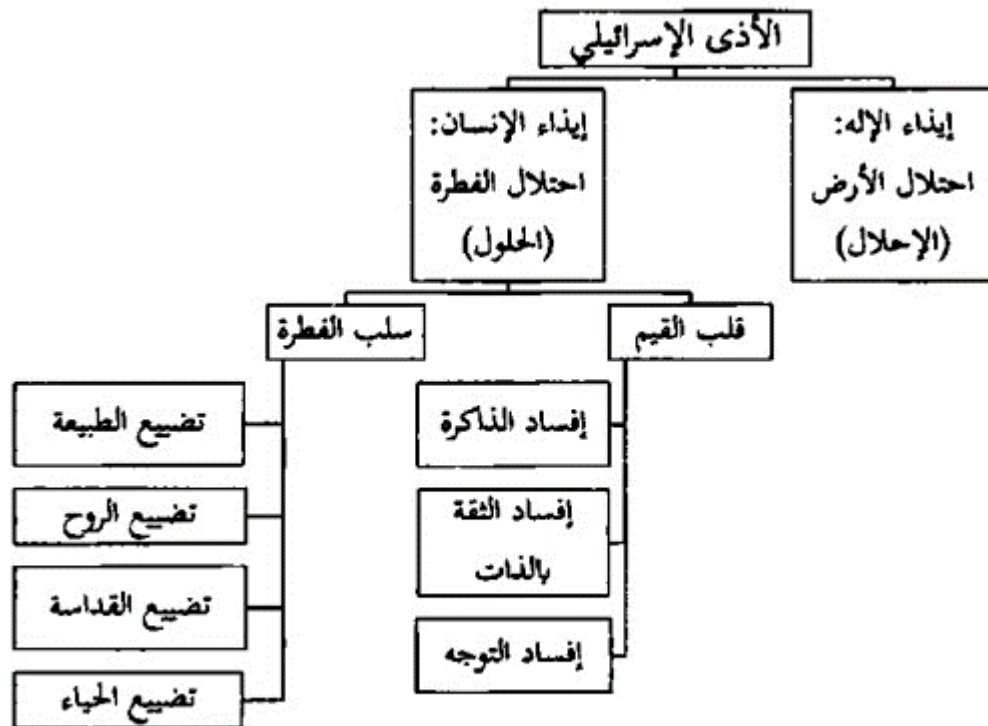 الأذى الإسرائيلي
إيذاء الإله:
احتلال الأرض
(الإحلال)
إيذاء الإنسان:
احتلال الفطرة
(الحلول)
قلب القيم
إفساد الذاكرة
إفساد الثقة
بالذات
إفساد التوجه
سلب الفطرة
تضييع الطبيعة
تضييع الروح
تضييع القداسة
تضييع الحياء